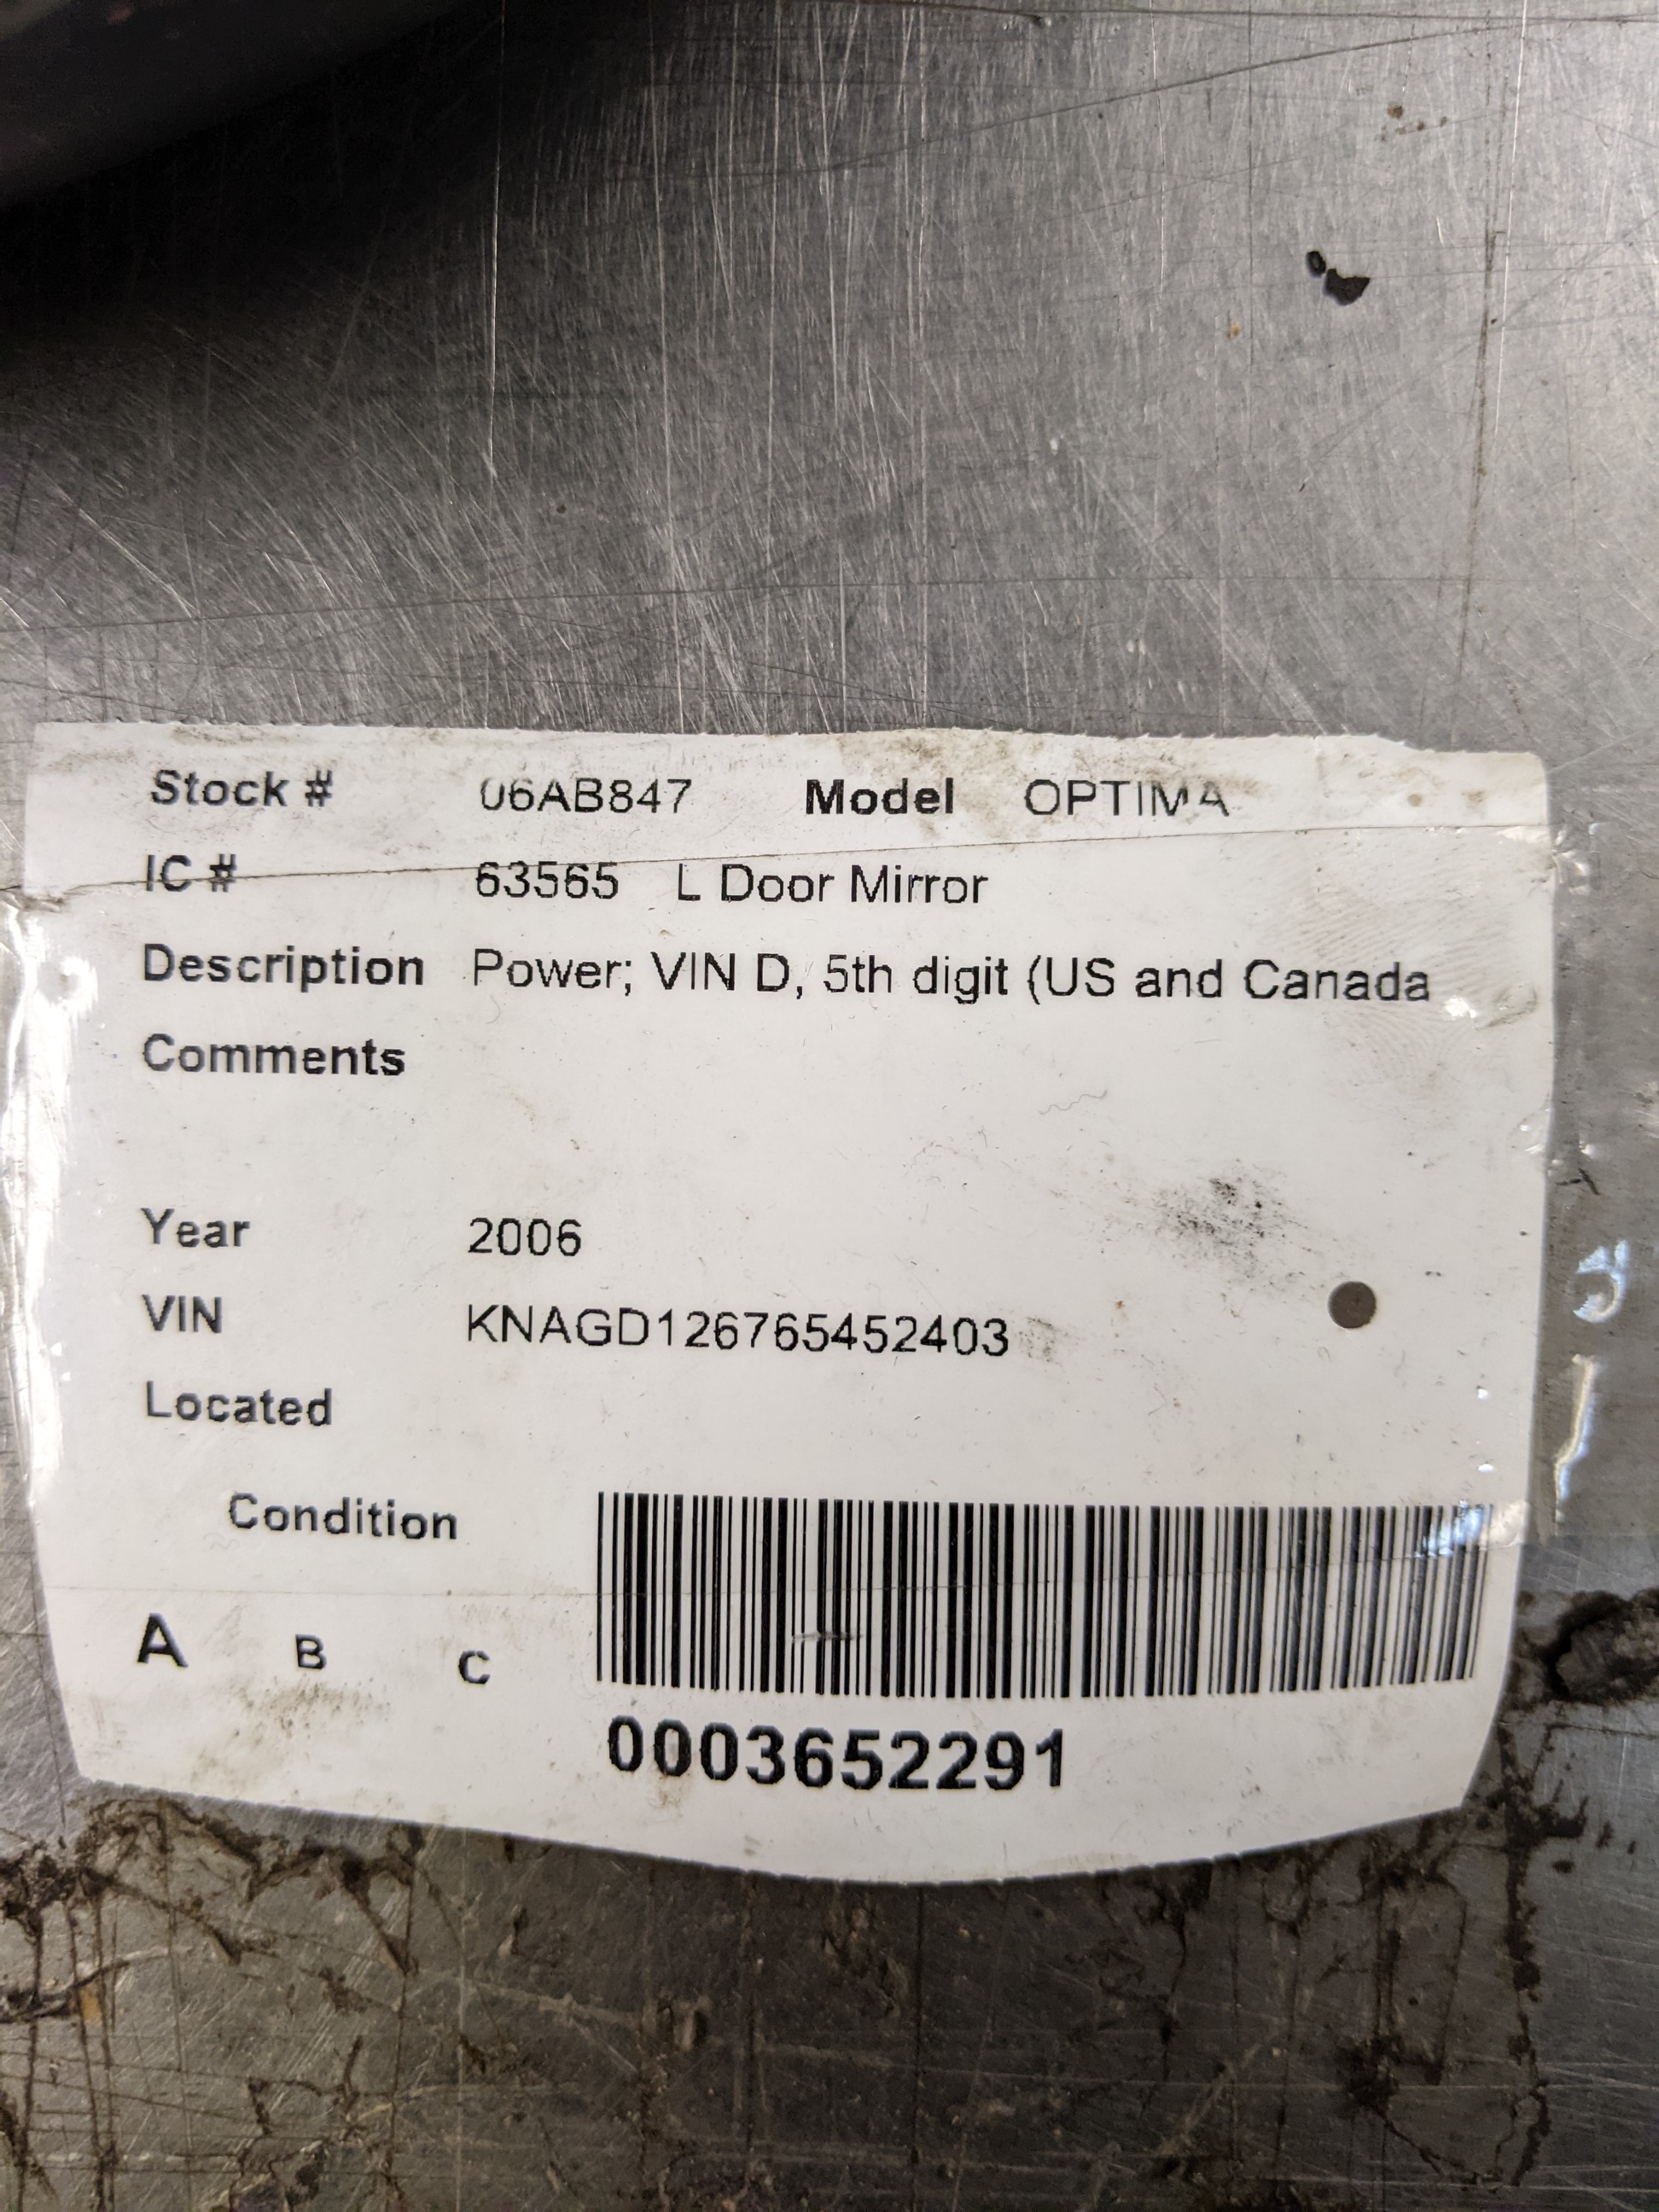 Stock # 06AB847 Model OPTIMA
IC # 63565 L Door Mirror
Description Power; VIN D, 5th digit (US and Canada
Comments
Year 2006
VIN KNAGD126765452403
Located
Condition
A B C
0003652291